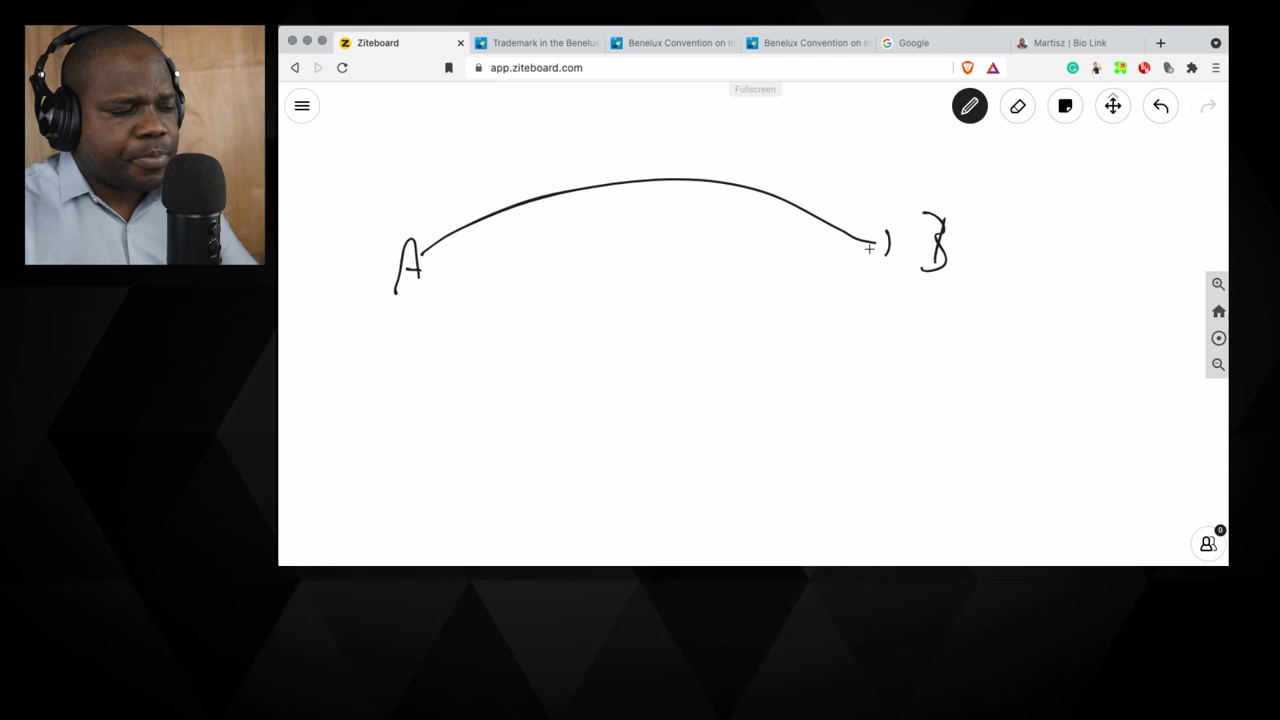 Ziteboard
Trademark in the Benelux
Benelux Convention on In
Benelux Convention on In
Google
Martisz | Bio Link
app.ziteboard.com
Fullscreen
A
B
0